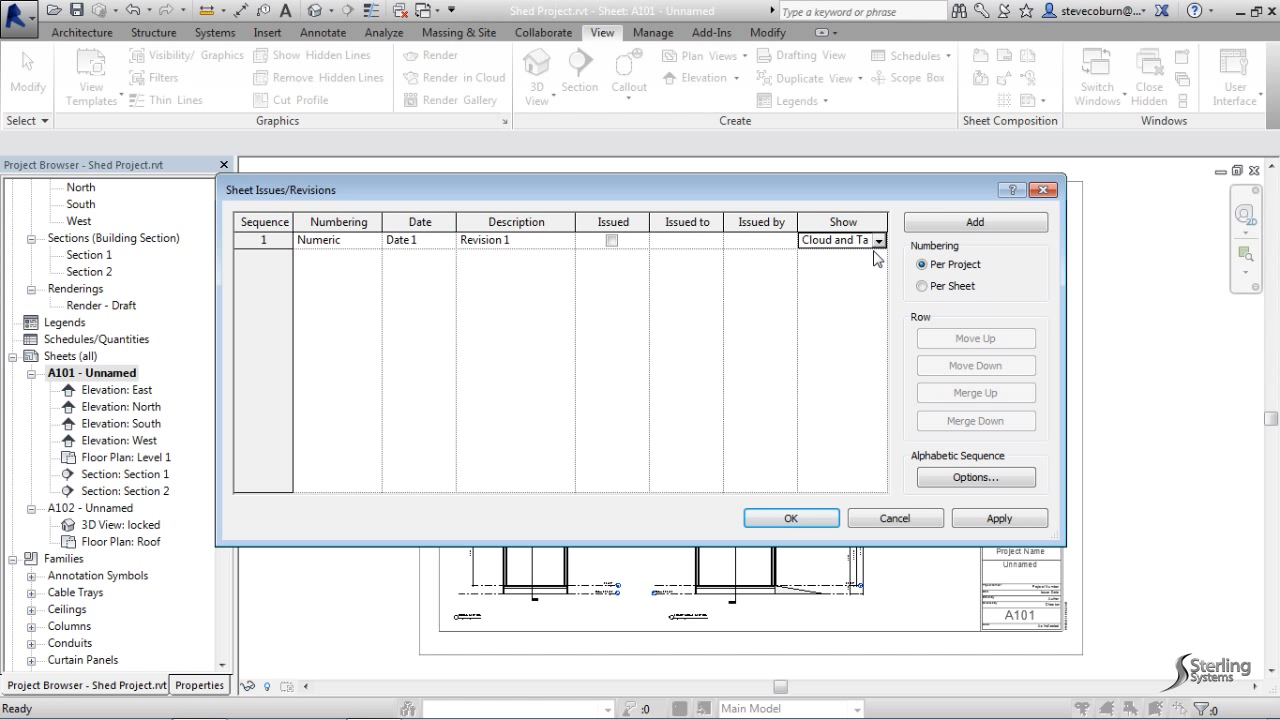 Shed Project.rvt - Sheet: A101 - Unnamed
Type a keyword or phrase
stevecoburn@...
Architecture Structure Systems Insert Annotate Analyze Massing & Site Collaborate View Manage Add-Ins Modify
Modify
View
Templates
Visibility/ Graphics
Filters
Thin Lines
Show Hidden Lines
Remove Hidden Lines
Cut Profile
Render
Render in Cloud
Render Gallery
3D
View
Section
Callout
Plan Views
Elevation
Drafting View
Duplicate View
Legends
Schedules
Scope Box
Switch
Windows
Close
Hidden
User
Interface
Select Graphics Create Sheet Composition Windows
Project Browser - Shed Project.rvt
North
South
West
Sections (Building Section)
Section 1
Section 2
Renderings
Render - Draft
Legends
Schedules/Quantities
Sheets (all)
A101 - Unnamed
Elevation: East
Elevation: North
Elevation: South
Elevation: West
Floor Plan: Level 1
Section: Section 1
Section: Section 2
A102 - Unnamed
3D View: locked
Floor Plan: Roof
Families
Annotation Symbols
Cable Trays
Ceilings
Columns
Conduits
Curtain Panels
Project Browser - Shed Project.rvt Properties
Sheet Issues/Revisions
Sequence Numbering Date Description Issued Issued to Issued by Show
1 Numeric Date 1 Revision 1 Cloud and Ta
Add
Numbering
Per Project
Per Sheet
Row
Move Up
Move Down
Merge Up
Merge Down
Alphabetic Sequence
Options...
OK Cancel Apply
Project Name
Unnamed
A101
2D
Sterling
Systems
Ready
:0
Main Model
:0